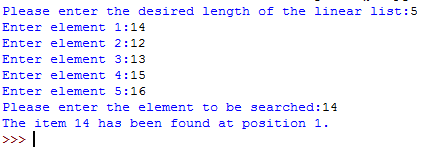 Please enter the desired length of the linear list:5
Enter element 1:14
Enter element 2:12
Enter element 3:13
Enter element 4:15
Enter element 5:16
Please enter the element to be searched:14
The item 14 has been found at position 1.
>>>